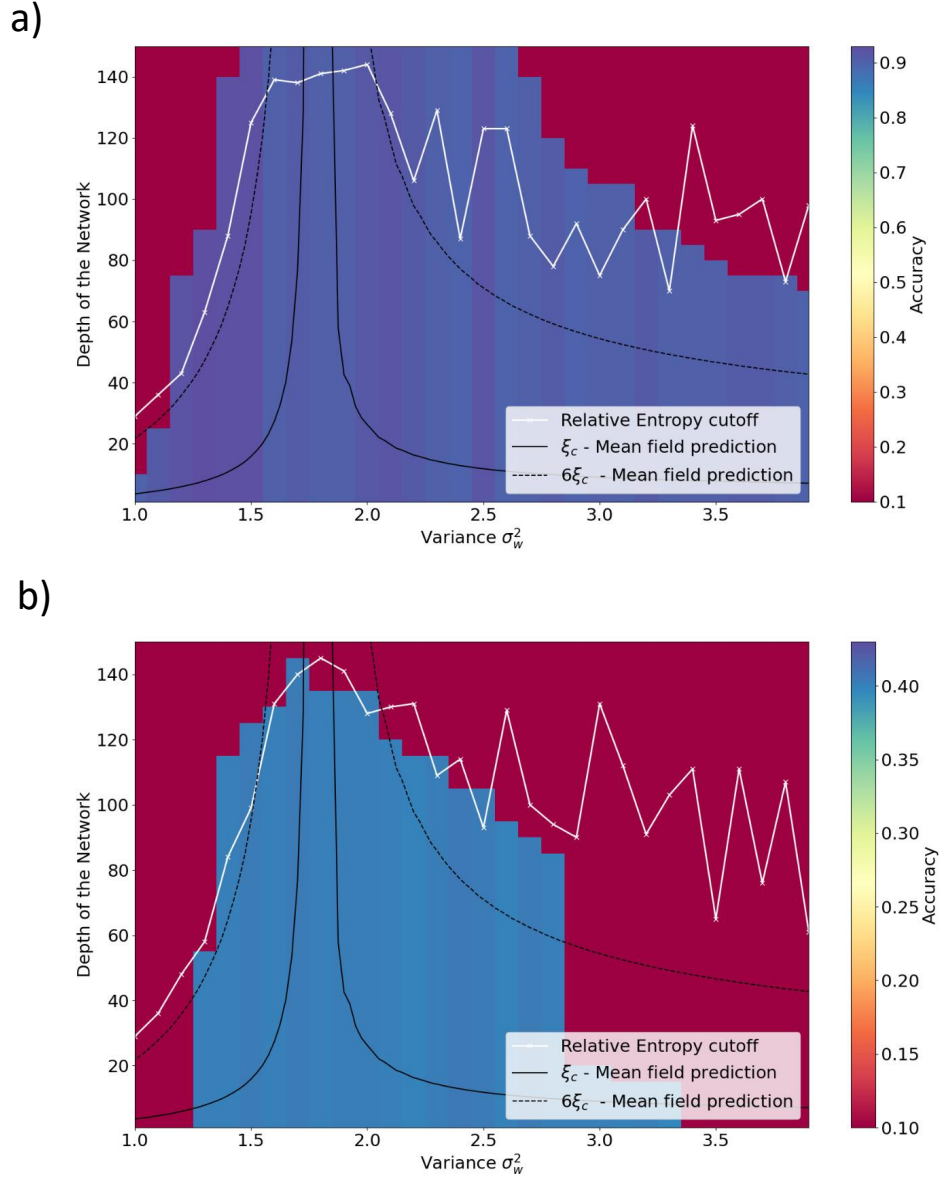 a)
140
120
100
80
60
40
20
Depth of the Network
1.0 1.5 2.0 2.5 3.0 3.5
Variance σ_w^2
Relative Entropy cutoff
ξ_c - Mean field prediction
6ξ_c - Mean field prediction
0.9
0.8
0.7
0.6
0.5
0.4
0.3
0.2
0.1
Accuracy
b)
140
120
100
80
60
40
20
Depth of the Network
1.0 1.5 2.0 2.5 3.0 3.5
Variance σ_w^2
Relative Entropy cutoff
ξ_c - Mean field prediction
6ξ_c - Mean field prediction
0.40
0.35
0.30
0.25
0.20
0.15
0.10
Accuracy